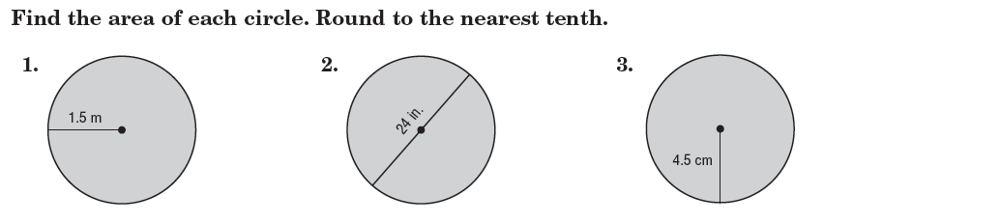 Find the area of each circle. Round to the nearest tenth.
1.
1.5 m
2.
24 in.
3.
4.5 cm